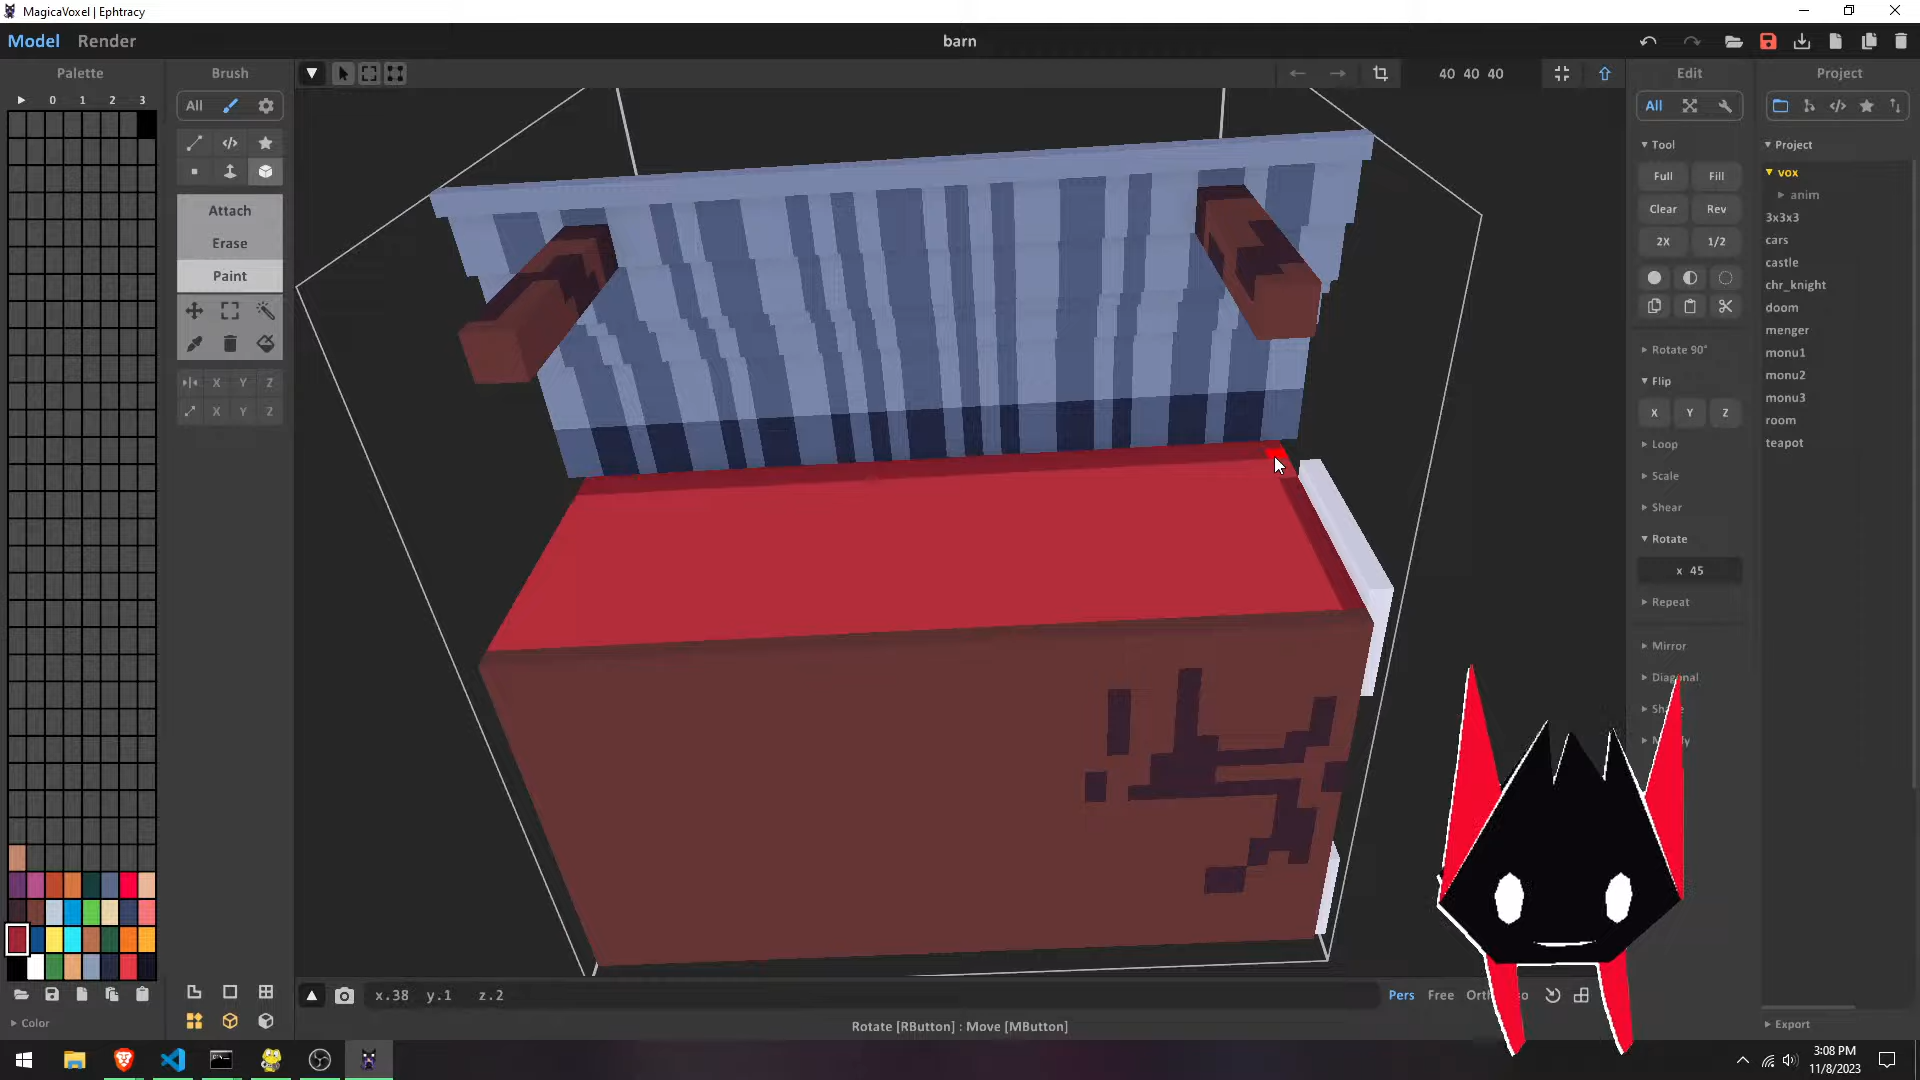 MagicaVoxel | Ephtracy
Model Render
barn
Palette
Brush
40 40 40
Edit
Project
0 1 2 3
All
All
Project
Tool
vox
Full Fill
anim
Attach
Clear Rev
3x3x3
Erase
2X 1/2
cars
Paint
castle
chr_knight
doom
menger
Rotate 90°
monu1
X Y Z
Flip
monu2
X Y Z
X Y Z
monu3
room
Loop
teapot
Scale
Shear
Rotate
x 45
Repeat
Mirror
Color
x.38 y.1 z.2
Pers Free
Rotate [RButton] : Move [MButton]
Export
3:08 PM
11/8/2023